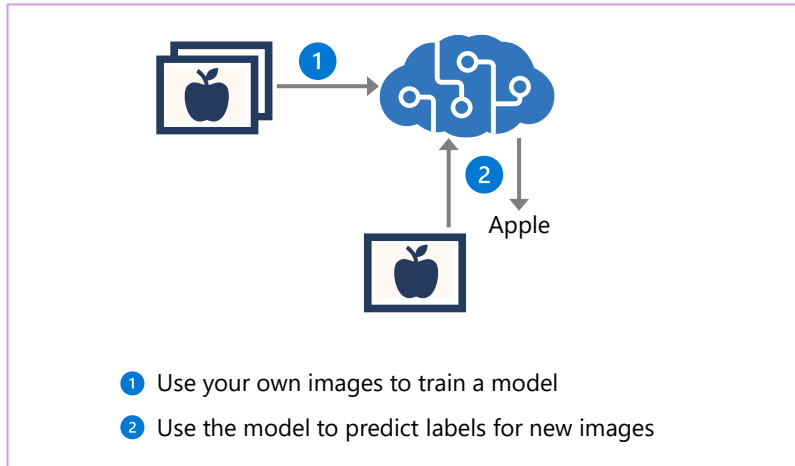 1
2
Apple
1 Use your own images to train a model
2 Use the model to predict labels for new images